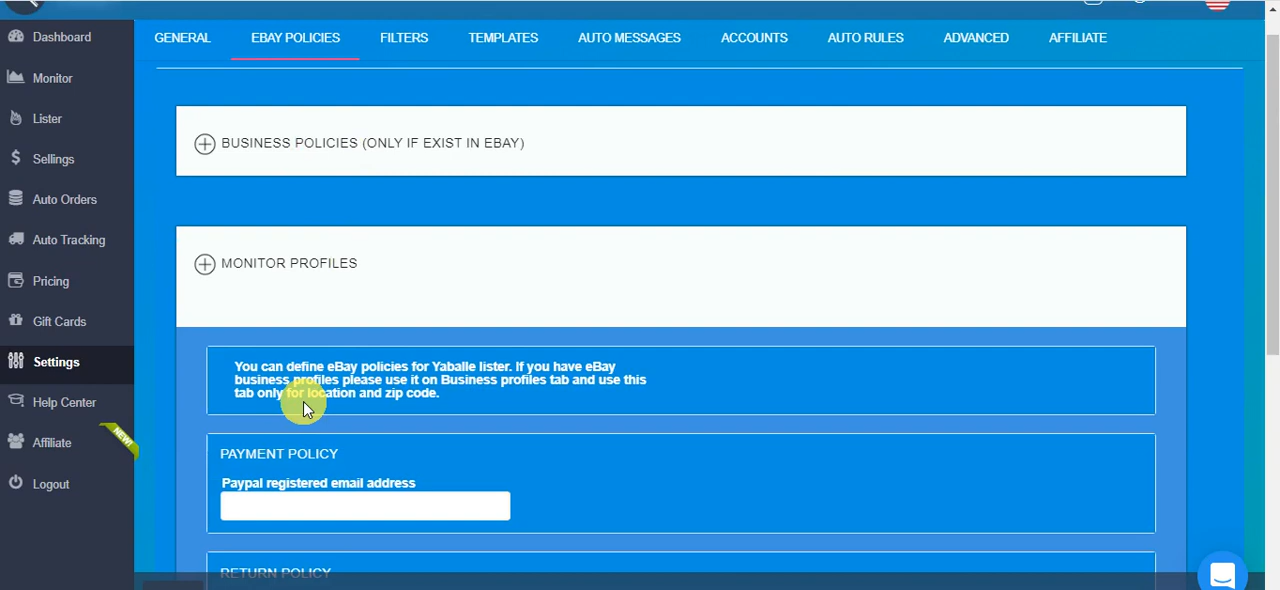 GENERAL EBAY POLICIES FILTERS TEMPLATES AUTO MESSAGES ACCOUNTS AUTO RULES ADVANCED AFFILIATE
Dashboard
Monitor
Lister
Sellings
Auto Orders
Auto Tracking
Pricing
Gift Cards
Settings
Help Center
Affiliate
NEW!
Logout
BUSINESS POLICIES (ONLY IF EXIST IN EBAY)
MONITOR PROFILES
You can define eBay policies for Yaballe lister. If you have eBay
business profiles please use it on Business profiles tab and use this
tab only for location and zip code.
PAYMENT POLICY
Paypal registered email address
RETURN POLICY